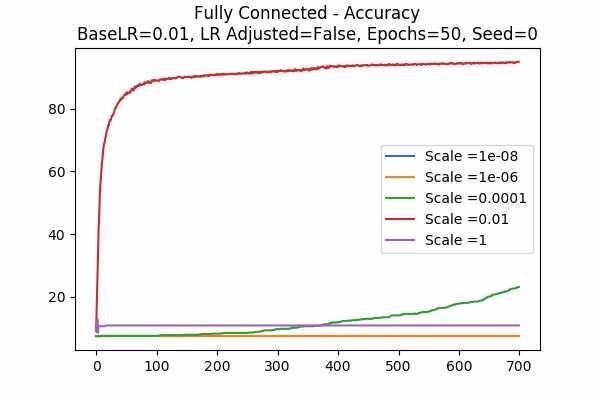 Fully Connected - Accuracy
BaseLR=0.01, LR Adjusted=False, Epochs=50, Seed=0
80
60
40
20
Scale =1e-08
Scale =1e-06
Scale =0.0001
Scale =0.01
Scale =1
0 100 200 300 400 500 600 700